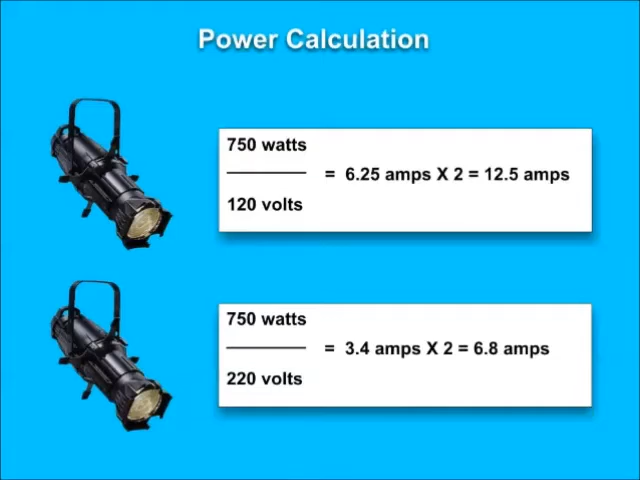 Power Calculation
750 watts
= 6.25 amps X 2 = 12.5 amps
120 volts
750 watts
= 3.4 amps X 2 = 6.8 amps
220 volts